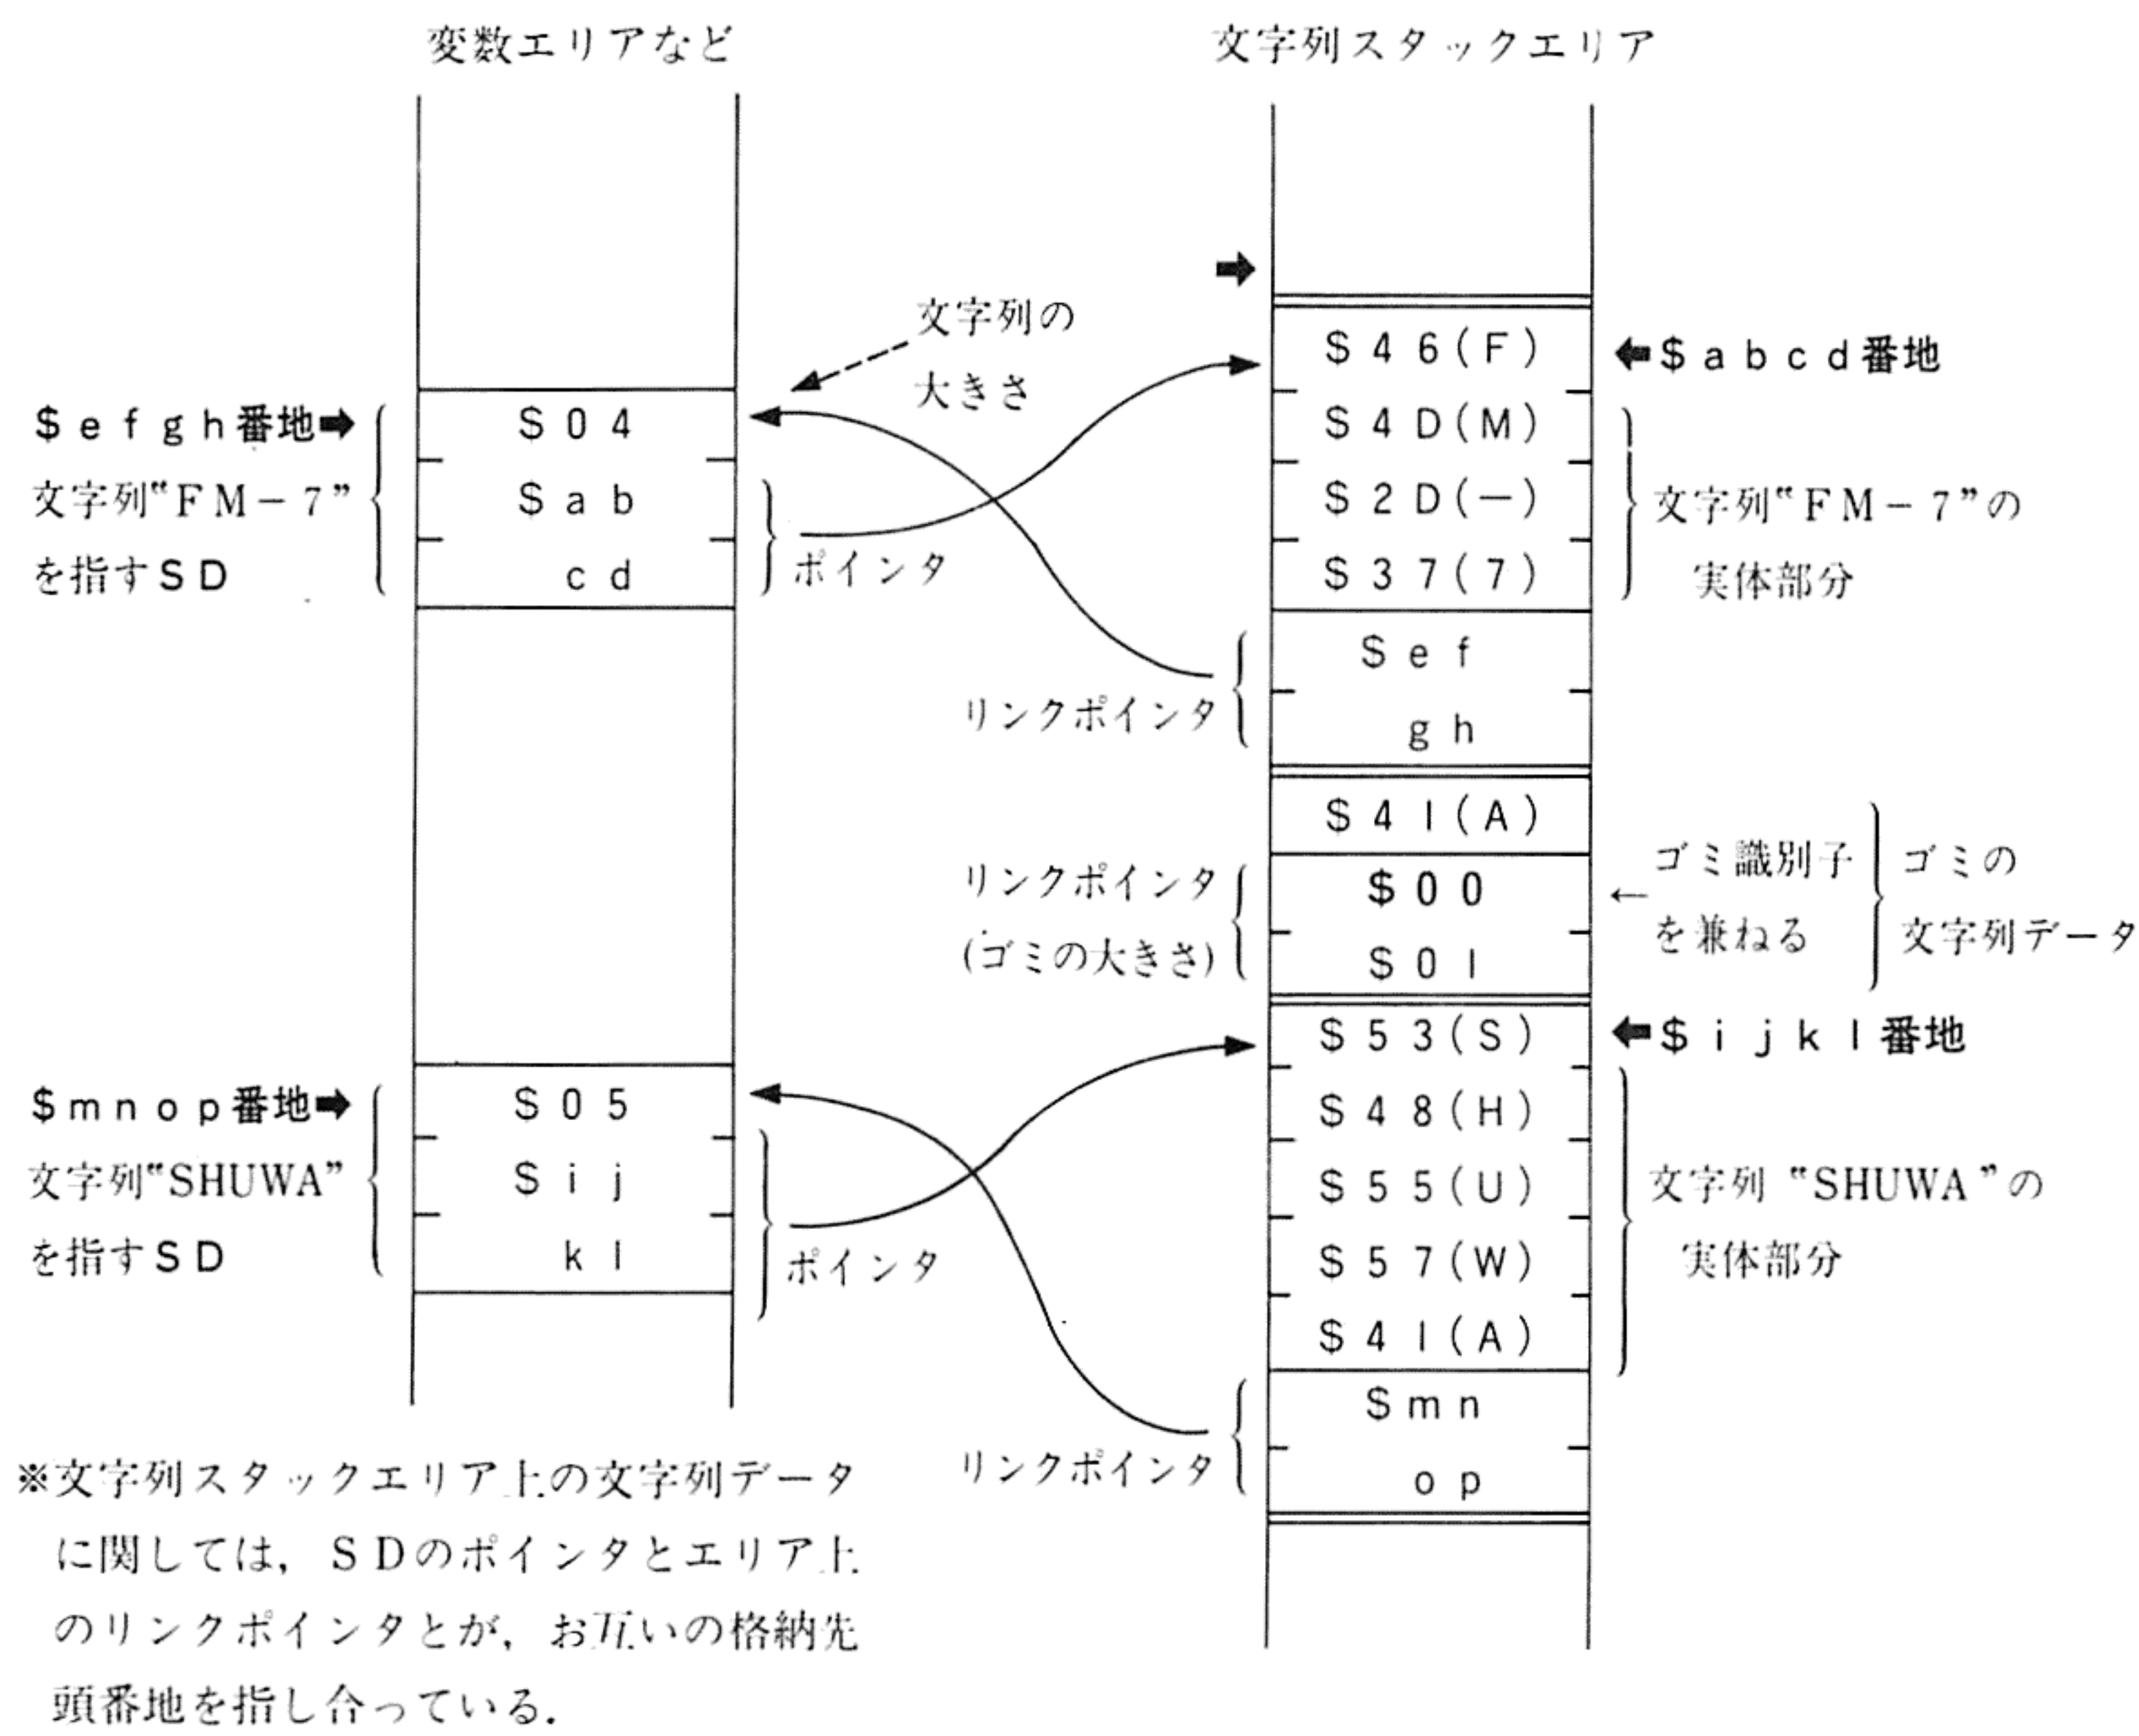 変数エリアなど
文字列スタックエリア
文字列の
大きさ
$efgh番地➡
文字列“FM−7”
を指すSD
$04
$ab
cd
ポインタ
➡
$46(F)
$4D(M)
$2D(−)
$37(7)
⬅$abcd番地
文字列“FM−7”の
実体部分
リンクポインタ
$ef
gh
$41(A)
リンクポインタ
(ゴミの大きさ)
$00
$01
←ゴミ識別子
を兼ねる
ゴミの
文字列データ
$mnop番地➡
文字列“SHUWA”
を指すSD
$05
$ij
kl
ポインタ
$53(S)
$48(H)
$55(U)
$57(W)
$41(A)
⬅$ijkl番地
文字列“SHUWA”の
実体部分
リンクポインタ
$mn
op
※文字列スタックエリア上の文字列データ
に関しては，SDのポインタとエリア上
のリンクポインタとが，お互いの格納先
頭番地を指し合っている．